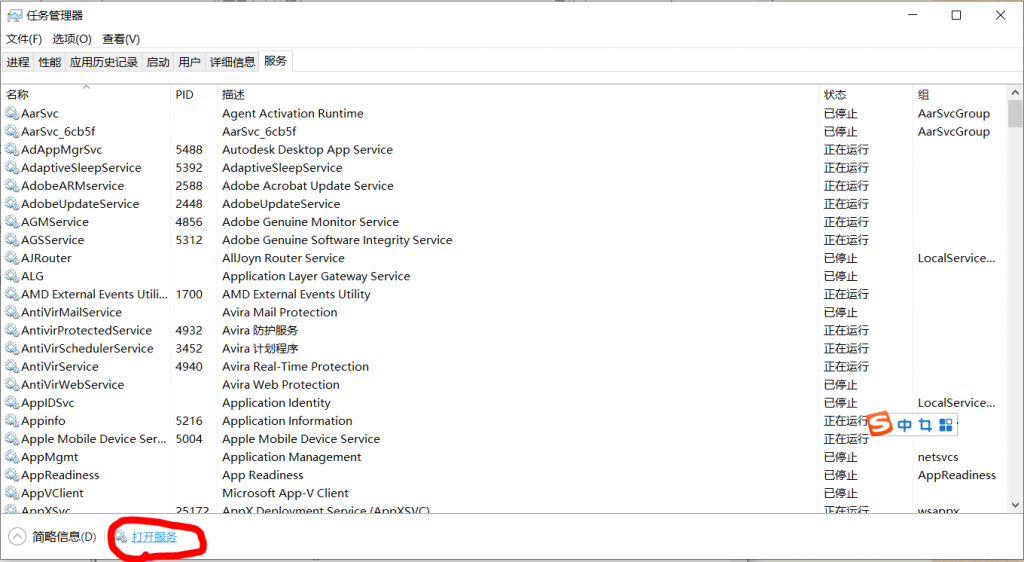 任务管理器
文件(F) 选项(O) 查看(V)
进程 性能 应用历史记录 启动 用户 详细信息 服务
名称 PID 描述 状态 组
AarSvc Agent Activation Runtime 已停止 AarSvcGroup
AarSvc_6cb5f AarSvc_6cb5f 已停止 AarSvcGroup
AdAppMgrSvc 5488 Autodesk Desktop App Service 正在运行
AdaptiveSleepService 5392 AdaptiveSleepService 正在运行
AdobeARMservice 2588 Adobe Acrobat Update Service 正在运行
AdobeUpdateService 2448 AdobeUpdateService 正在运行
AGMService 4856 Adobe Genuine Monitor Service 正在运行
AGSService 5312 Adobe Genuine Software Integrity Service 正在运行
AJRouter AllJoyn Router Service 已停止 LocalService...
ALG Application Layer Gateway Service 已停止
AMD External Events Utili... 1700 AMD External Events Utility 正在运行
AntiVirMailService Avira Mail Protection 已停止
AntivirProtectedService 4932 Avira 防护服务 正在运行
AntiVirSchedulerService 3452 Avira 计划程序 正在运行
AntiVirService 4940 Avira Real-Time Protection 正在运行
AntiVirWebService Avira Web Protection 已停止
AppIDSvc Application Identity 已停止 LocalService...
Appinfo 5216 Application Information 正在运行
Apple Mobile Device Ser... 5004 Apple Mobile Device Service 正在运行
AppMgmt Application Management 已停止 netsvcs
AppReadiness App Readiness 已停止 AppReadiness
AppVClient Microsoft App-V Client 已停止
AppXSvc 25172 AppX Deployment Service (AppXSVC) 正在运行 wsappx
S 中
简略信息(D) 打开服务